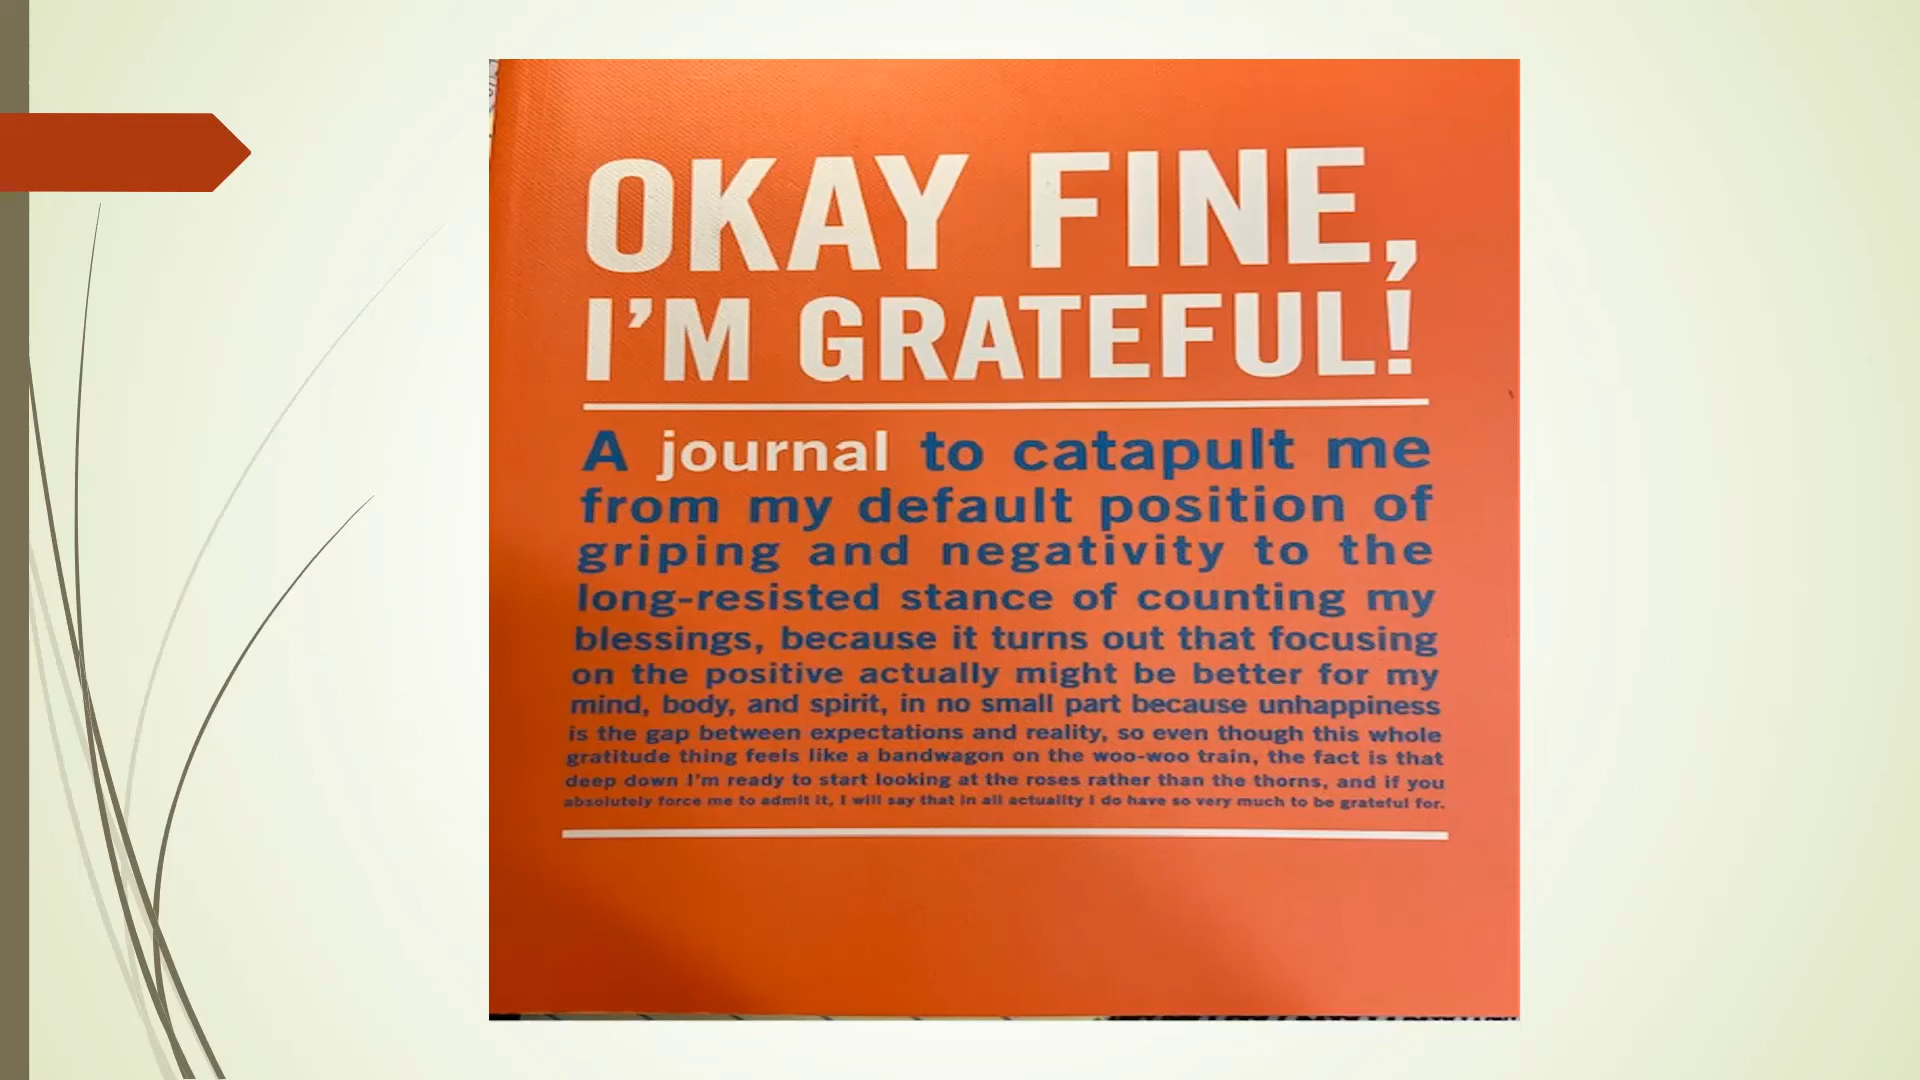 OKAY FINE,
I'M GRATEFUL!
A journal to catapult me
from my default position of
griping and negativity to the
long-resisted stance of counting my
blessings, because it turns out that focusing
on the positive actually might be better for my
mind, body, and spirit, in no small part because unhappiness
is the gap between expectations and reality, so even though this whole
gratitude thing feels like a bandwagon on the woo-woo train, the fact is that
deep down I'm ready to start looking at the roses rather than the thorns, and if you
absolutely force me to admit it, I will say that in all actuality I do have so very much to be grateful for.